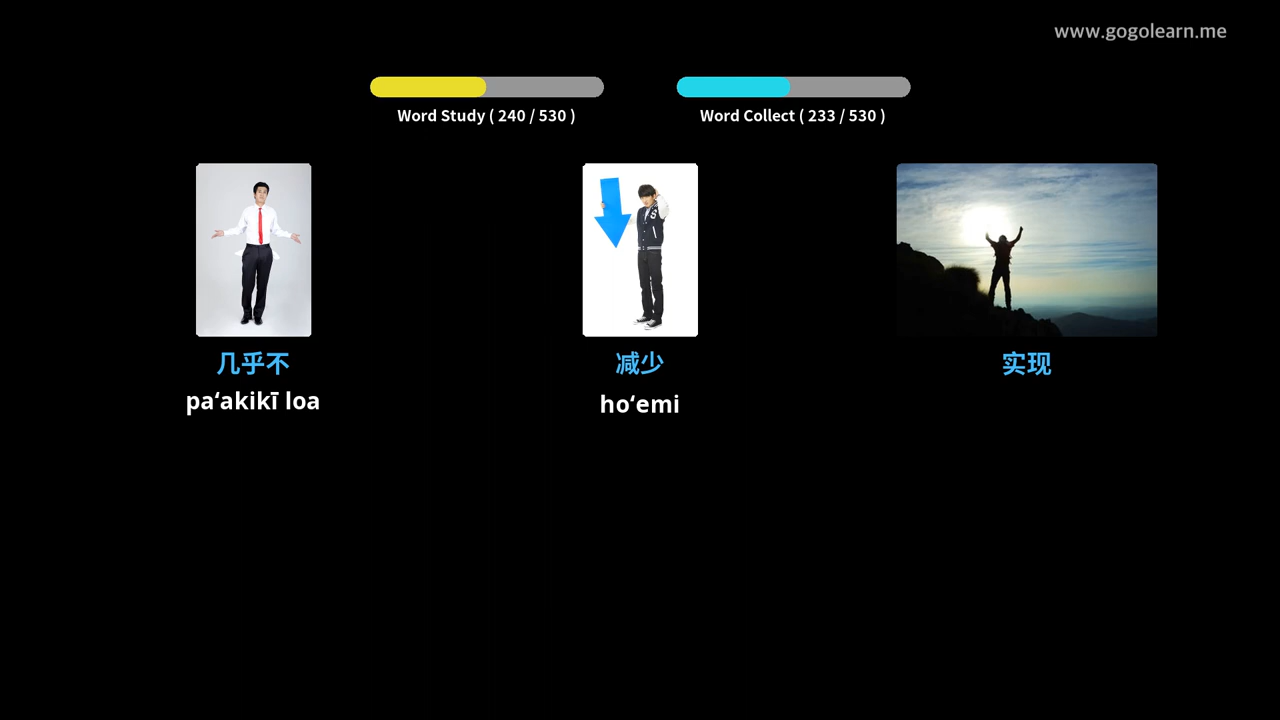 www.gogolearn.me
Word Study ( 240 / 530 )
Word Collect ( 233 / 530 )
几乎不
减少
实现
paʻakikī loa
hoʻemi